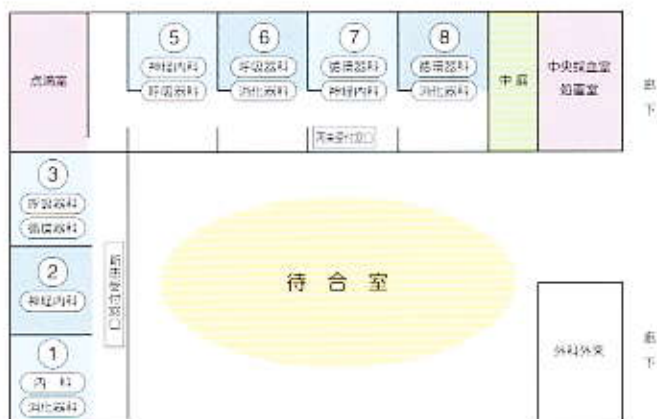 点滴室
⑤
神経内科
呼吸器科
⑥
呼吸器科
消化器科
⑦
循環器科
神経内科
⑧
循環器科
消化器科
中庭
中央採血室
処置室
廊下
再来受付窓口
③
呼吸器科
循環器科
②
神経内科
①
内科
消化器科
新患受付窓口
待合室
外科外来
廊下